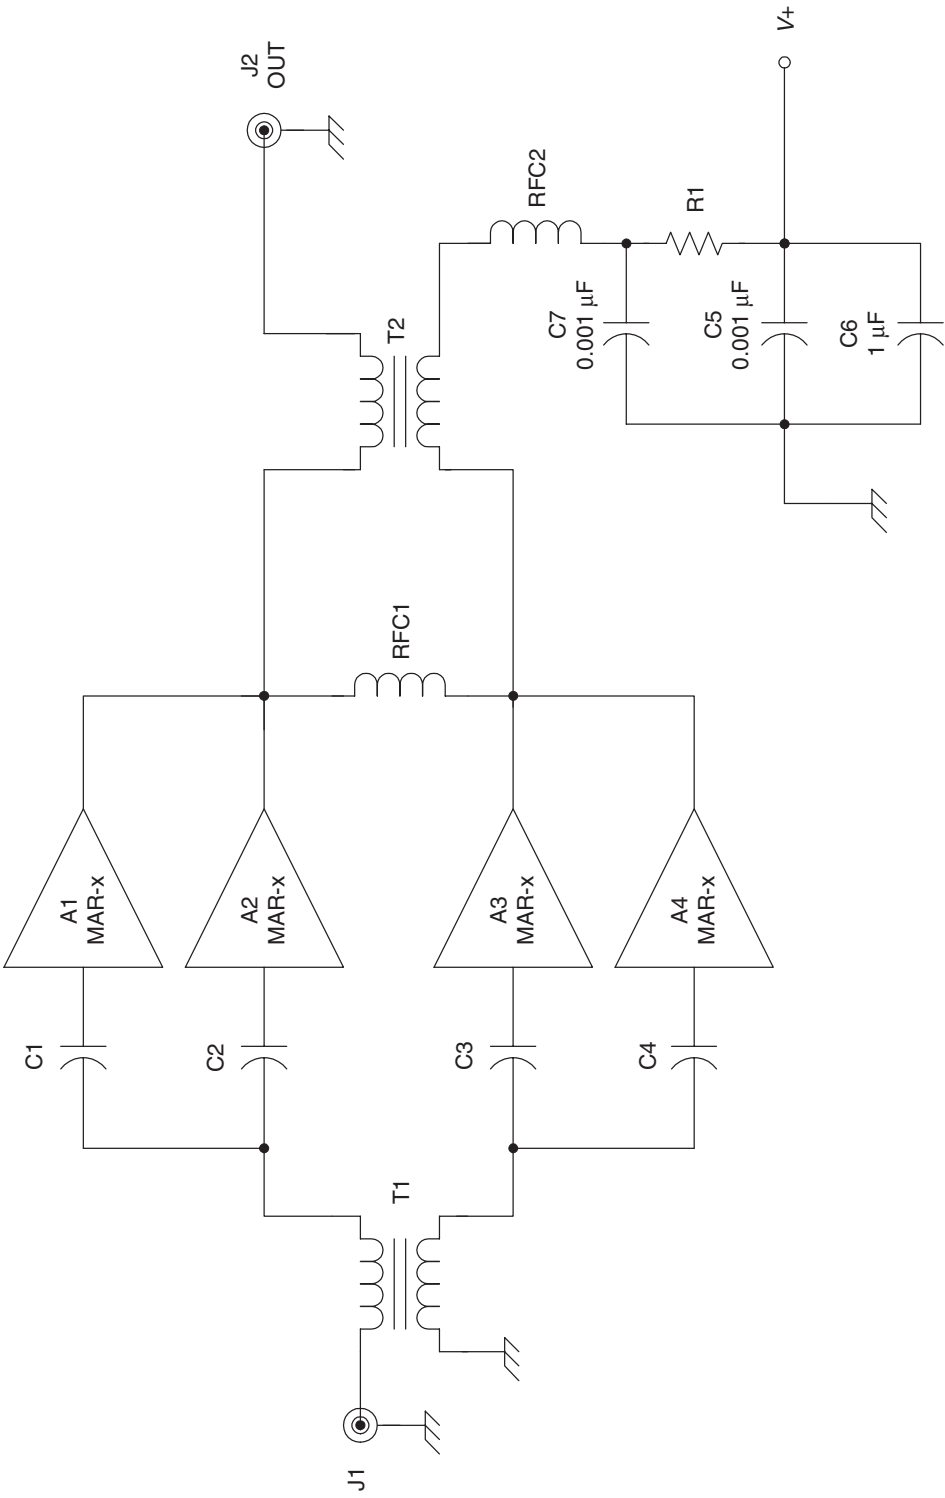 J1
T1
C1
C2
C3
C4
A1
MAR-x
A2
MAR-x
A3
MAR-x
A4
MAR-x
RFC1
T2
J2
OUT
RFC2
C7
0.001 μF
R1
C5
0.001 μF
C6
1 μF
V+